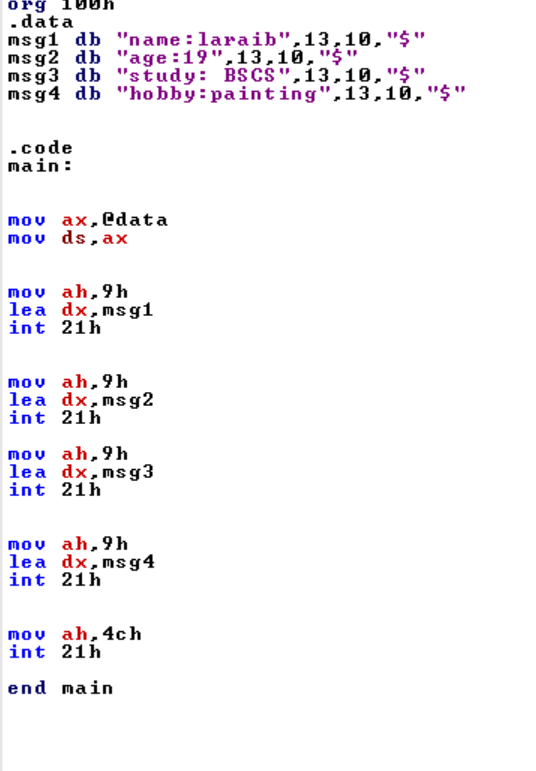 org 100h
.data
msg1 db "name:laraib",13,10,"$"
msg2 db "age:19",13,10,"$"
msg3 db "study: BSCS",13,10,"$"
msg4 db "hobby:painting",13,10,"$"
.code
main:
mov ax,@data
mov ds,ax
mov ah,9h
lea dx,msg1
int 21h
mov ah,9h
lea dx,msg2
int 21h
mov ah,9h
lea dx,msg3
int 21h
mov ah,9h
lea dx,msg4
int 21h
mov ah,4ch
int 21h
end main